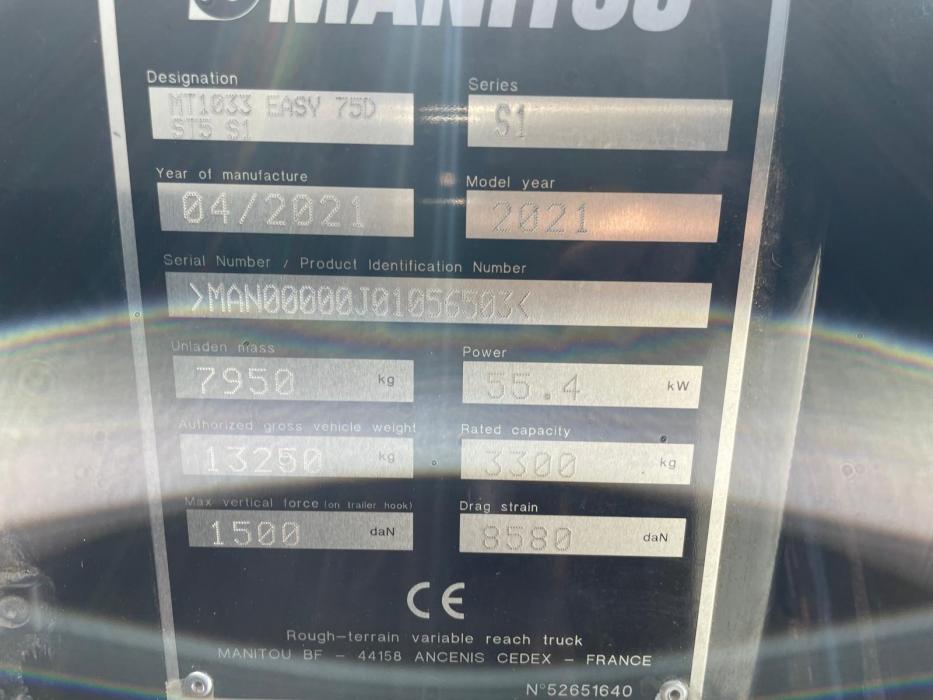 MANITOU
Designation
MT1033 EASY 75D
ST5 S1
Series
S1
Year of manufacture
04/2021
Model year
2021
Serial Number / Product Identification Number
>MAN00000J01056503<
Unladen mass
7950 kg
Power
55.4 kW
Authorized gross vehicle weight
13250 kg
Rated capacity
3300 kg
Max vertical force (on trailer hook)
1500 daN
Drag strain
8580 daN
CE
Rough-terrain variable reach truck
MANITOU BF - 44158 ANCENIS CEDEX - FRANCE
N°52651640